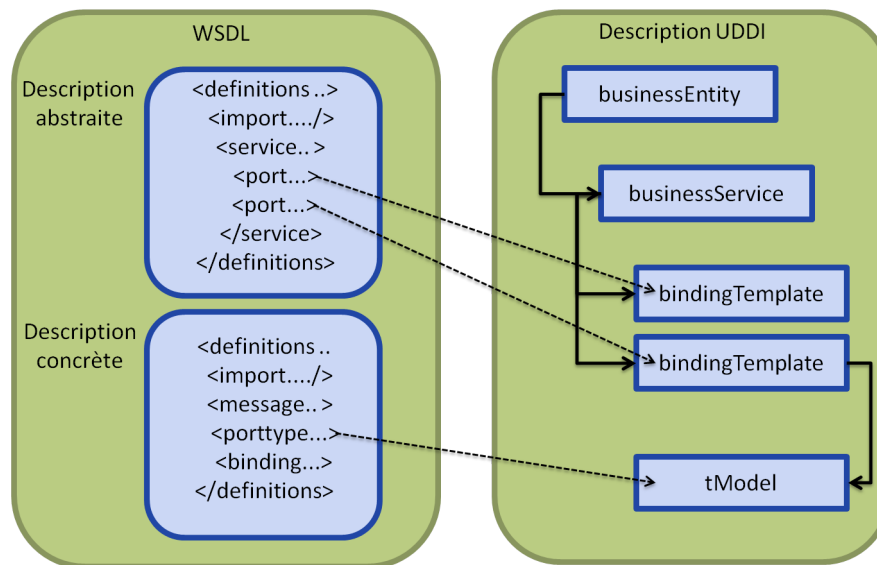 WSDL
Description
abstraite
<definitions ..>
<import..../>
<service.. >
<port...>
<port...>
</service>
</definitions>
Description
concrète
<definitions ..
<import..../>
<message.. >
<porttype...>
<binding...>
</definitions>
Description UDDI
businessEntity
businessService
bindingTemplate
bindingTemplate
tModel